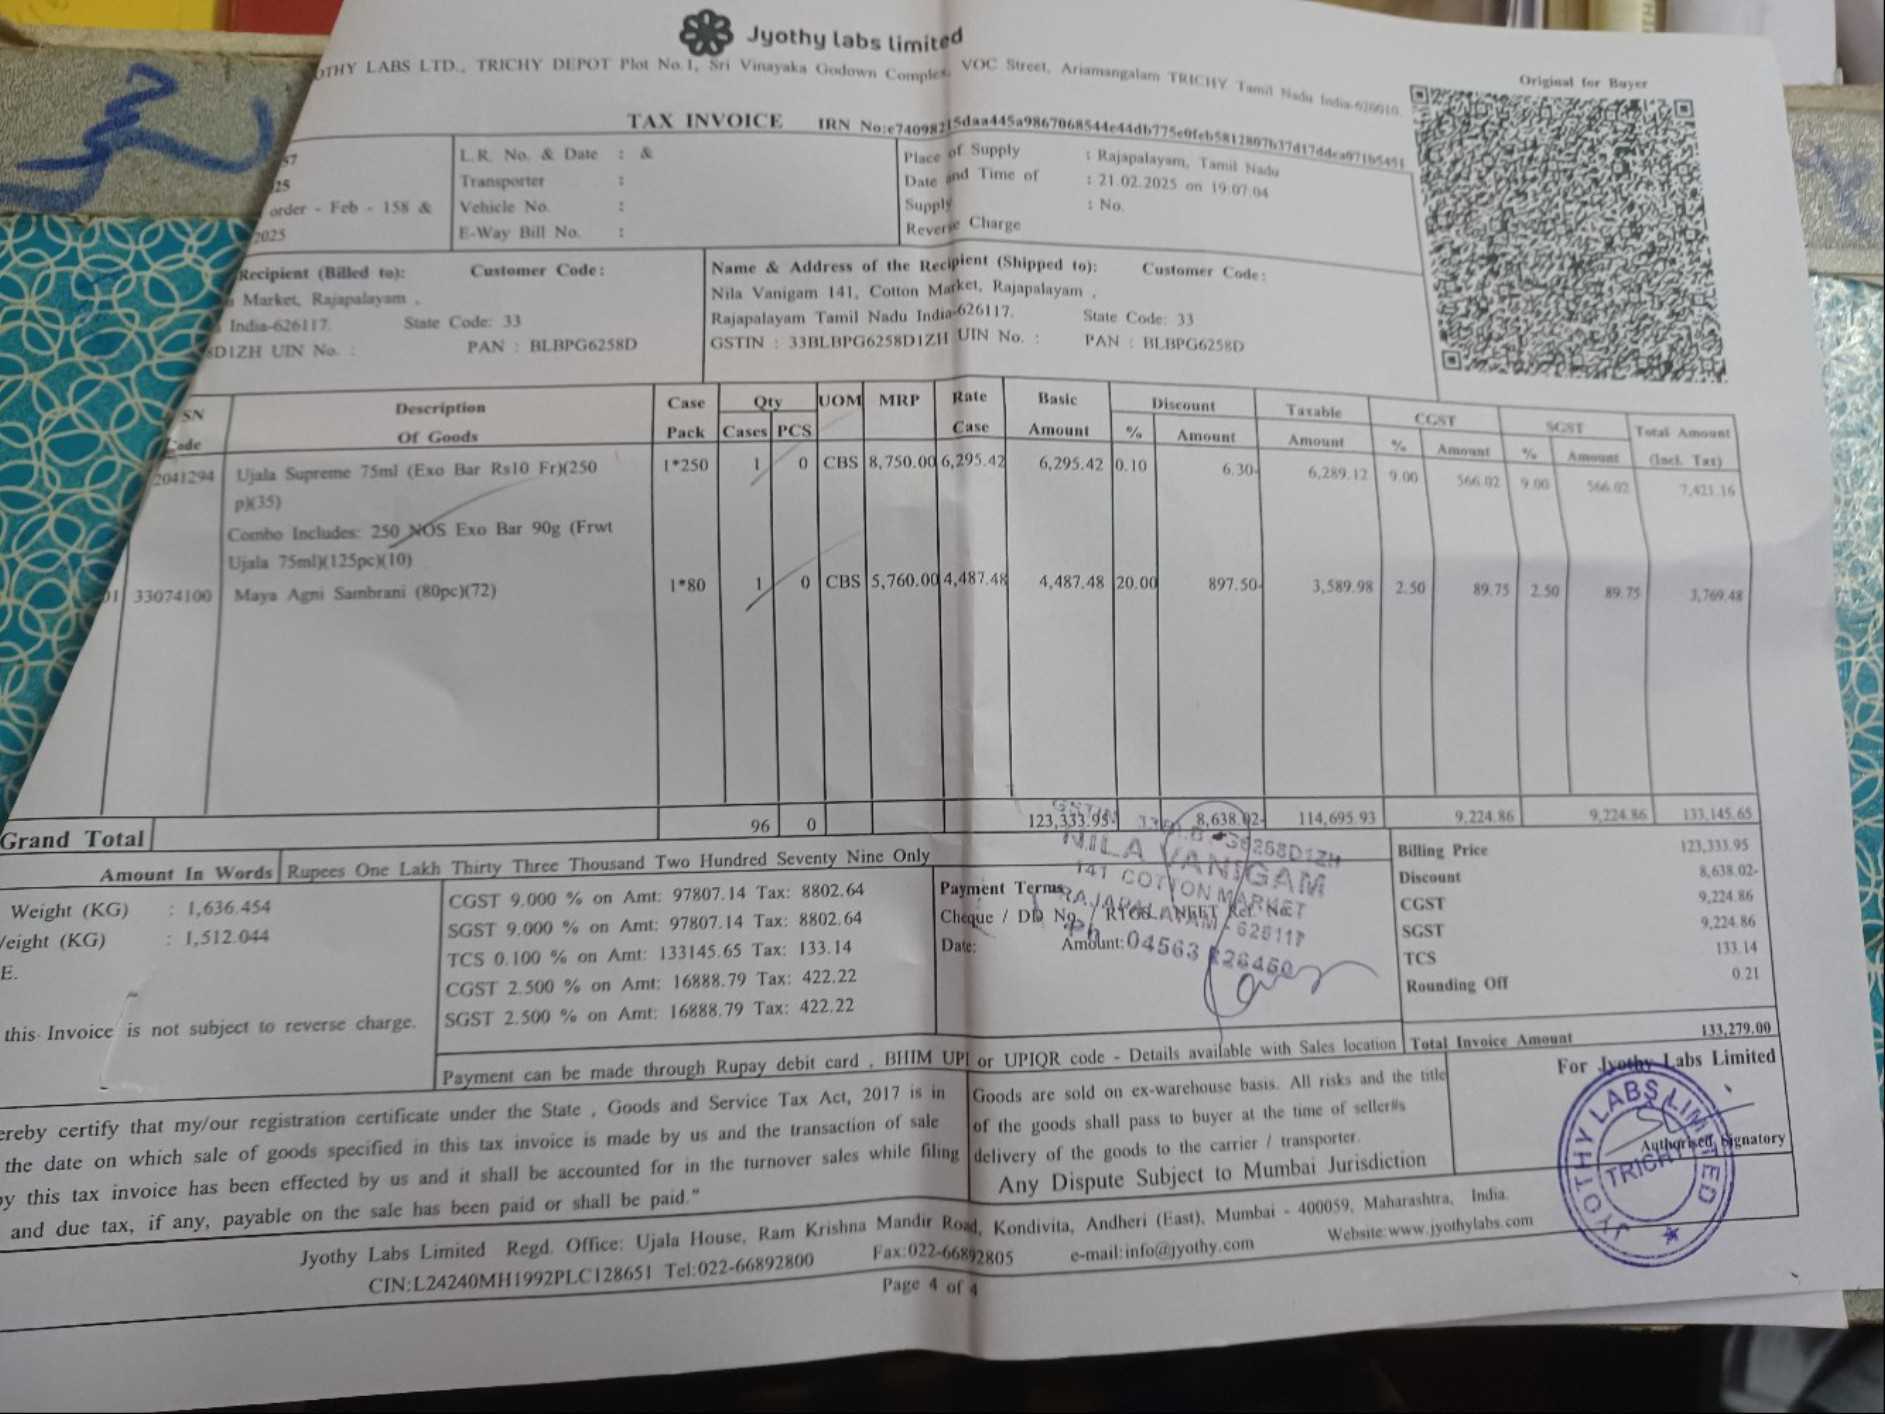 Jyothy labs limited
OTHY LABS LTD., TRICHY DEPOT Plot No.1, Sri Vinayaka Godown Complex, VOC Street, Ariamangalam TRICHY Tamil Nadu India-620010.
Original for Buyer
TAX INVOICE IRN No:
57
25
order - Feb - 158 &
2025
L.R. No. & Date : &
Transporter :
Vehicle No. :
E-Way Bill No. :
Place of Supply : Rajapalayam, Tamil Nadu
Date and Time of : 21.02.2025 on 19:07:04
Supply : No.
Reverse Charge
Recipient (Billed to): Customer Code:
Market, Rajapalayam ,
India-626117. State Code: 33
8D1ZH UIN No. : PAN : BLBPG6258D
Name & Address of the Recipient (Shipped to): Customer Code:
Nila Vanigam 141, Cotton Market, Rajapalayam ,
Rajapalayam Tamil Nadu India-626117. State Code: 33
GSTIN : 33BLBPG6258D1ZH UIN No. : PAN : BLBPG6258D
SN Code Description Of Goods Case Pack Qty Cases PCS UOM MRP Rate Case Basic Amount Discount % Amount Taxable Amount CGST % Amount SGST % Amount Total Amount (Incl. Tax)
2041294 Ujala Supreme 75ml (Exo Bar Rs10 Fr)(250 1*250 1 0 CBS 8,750.00 6,295.42 6,295.42 0.10 6.30- 6,289.12 9.00 566.02 9.00 566.02 7,421.16
p)(35)
Combo Includes: 250 NOS Exo Bar 90g (Frwt
Ujala 75ml)(125pc)(10)
01 33074100 Maya Agni Sambrani (80pc)(72) 1*80 1 0 CBS 5,760.00 4,487.48 4,487.48 20.00 897.50- 3,589.98 2.50 89.75 2.50 89.75 3,769.48
Grand Total 96 0 123,333.95 8,638.02- 114,695.93 9,224.86 9,224.86 133,145.65
Amount In Words Rupees One Lakh Thirty Three Thousand Two Hundred Seventy Nine Only
Weight (KG) : 1,636.454
Weight (KG) : 1,512.044
E.
this Invoice is not subject to reverse charge.
CGST 9.000 % on Amt: 97807.14 Tax: 8802.64
SGST 9.000 % on Amt: 97807.14 Tax: 8802.64
TCS 0.100 % on Amt: 133145.65 Tax: 133.14
CGST 2.500 % on Amt: 16888.79 Tax: 422.22
SGST 2.500 % on Amt: 16888.79 Tax: 422.22
Payment Terms
Cheque / DD No. / RTGS / NEFT Ref. No.
Date: Amount:
GSTIN
NILA VANIGAM
141 COTTON MARKET
RAJAPALAYAM - 626117
Ph 04563 226450
Billing Price 123,333.95
Discount 8,638.02-
CGST 9,224.86
SGST 9,224.86
TCS 133.14
Rounding Off 0.21
Total Invoice Amount 133,279.00
Payment can be made through Rupay debit card , BHIM UPI or UPIQR code - Details available with Sales location
ereby certify that my/our registration certificate under the State , Goods and Service Tax Act, 2017 is in
the date on which sale of goods specified in this tax invoice is made by us and the transaction of sale
by this tax invoice has been effected by us and it shall be accounted for in the turnover sales while filing
and due tax, if any, payable on the sale has been paid or shall be paid."
Goods are sold on ex-warehouse basis. All risks and the title
of the goods shall pass to buyer at the time of seller#s
delivery of the goods to the carrier / transporter.
Any Dispute Subject to Mumbai Jurisdiction
For Jyothy Labs Limited
Authorised Signatory
JYOTHY LABS LIMITED
TRICHY
Jyothy Labs Limited Regd. Office: Ujala House, Ram Krishna Mandir Road, Kondivita, Andheri (East), Mumbai - 400059, Maharashtra, India.
CIN:L24240MH1992PLC128651 Tel:022-66892800 Fax:022-66892805 e-mail:info@jyothy.com Website:www.jyothylabs.com
Page 4 of 4